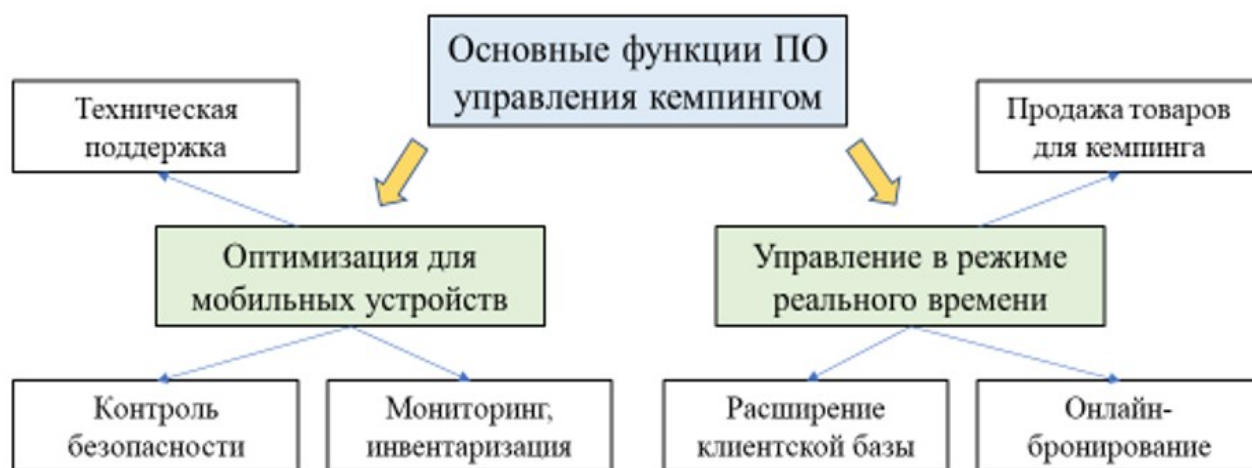 Основные функции ПО
управления кемпингом
Техническая
поддержка
Продажа товаров
для кемпинга
Оптимизация для
мобильных устройств
Управление в режиме
реального времени
Контроль
безопасности
Мониторинг,
инвентаризация
Расширение
клиентской базы
Онлайн-
бронирование